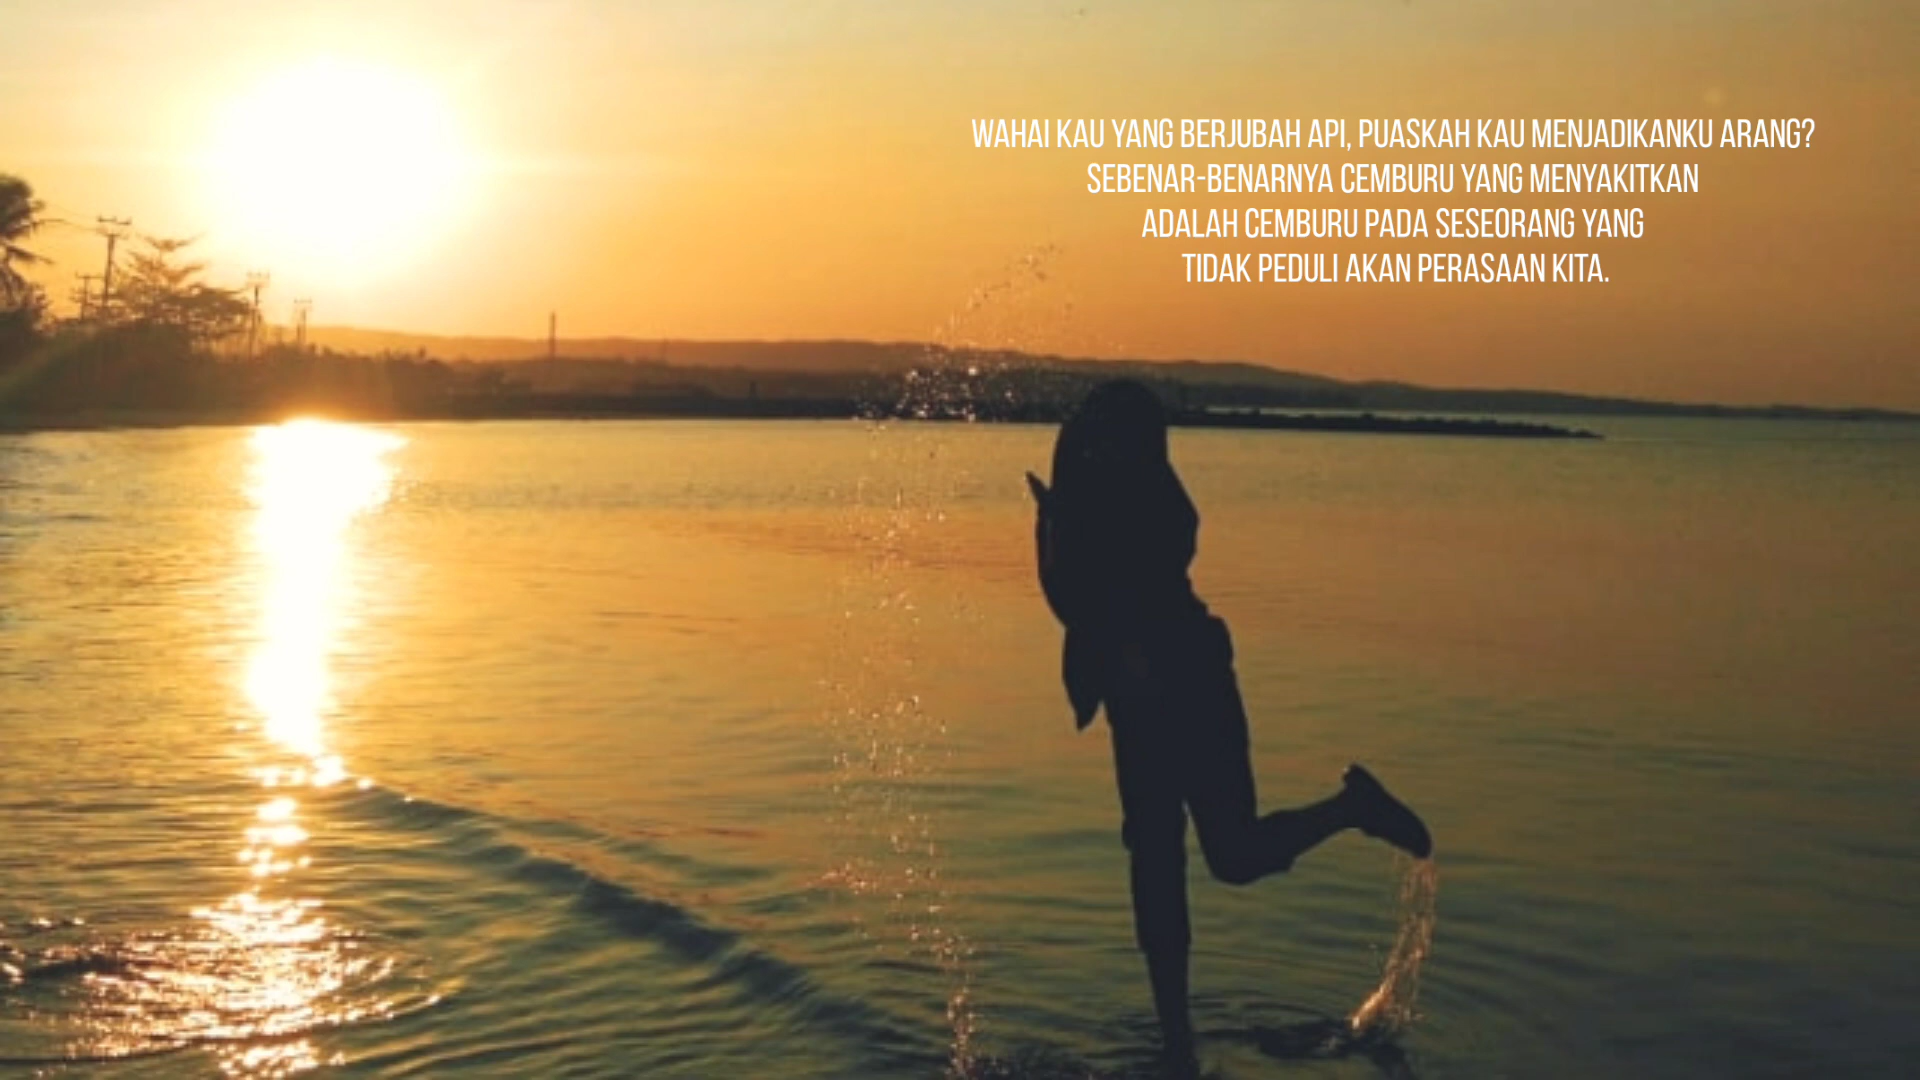 WAHAI KAU YANG BERJUBAH API, PUASKAH KAU MENJADIKANKU ARANG?
SEBENAR-BENARNYA CEMBURU YANG MENYAKITKAN
ADALAH CEMBURU PADA SESEORANG YANG
TIDAK PEDULI AKAN PERASAAN KITA.